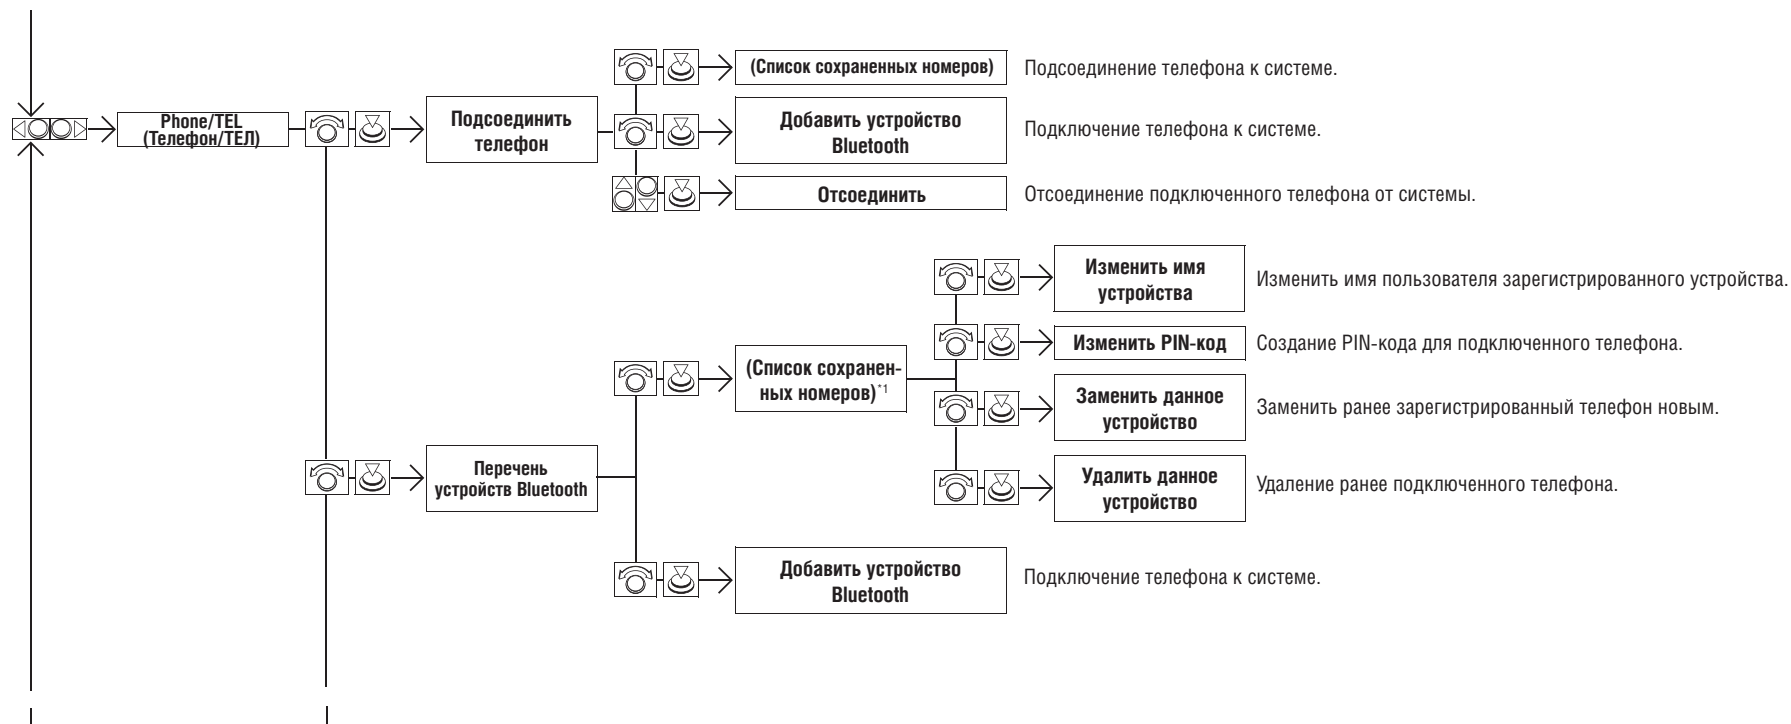 (Список сохраненных номеров)
Подсоединение телефона к системе.
Phone/TEL
(Телефон/ТЕЛ)
Подсоединить
телефон
Добавить устройство
Bluetooth
Подключение телефона к системе.
Отсоединить
Отсоединение подключенного телефона от системы.
Изменить имя
устройства
Изменить имя пользователя зарегистрированного устройства.
Изменить PIN-код
Создание PIN-кода для подключенного телефона.
(Список сохранен-
ных номеров)*1
Заменить данное
устройство
Заменить ранее зарегистрированный телефон новым.
Перечень
устройств Bluetooth
Удалить данное
устройство
Удаление ранее подключенного телефона.
Добавить устройство
Bluetooth
Подключение телефона к системе.